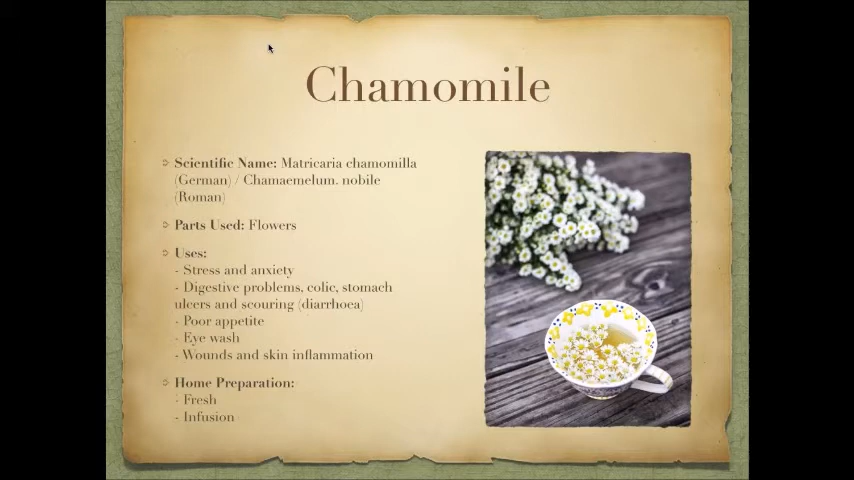 Chamomile
Scientific Name: Matricaria chamomilla
(German) / Chamaemelum. nobile
(Roman)
Parts Used: Flowers
Uses:
- Stress and anxiety
- Digestive problems, colic, stomach
ulcers and scouring (diarrhoea)
- Poor appetite
- Eye wash
- Wounds and skin inflammation
Home Preparation:
- Fresh
- Infusion